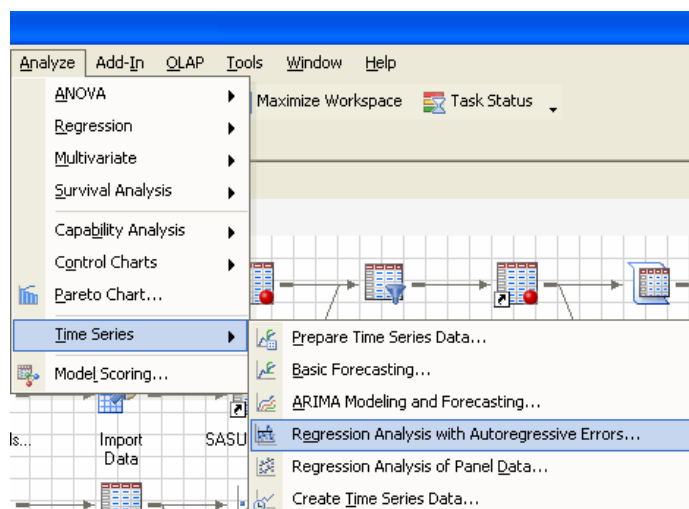 Analyze Add-In OLAP Tools Window Help
ANOVA
Maximize Workspace Task Status
Regression
Multivariate
Survival Analysis
Capability Analysis
Control Charts
Pareto Chart...
Time Series
Prepare Time Series Data...
Model Scoring...
Basic Forecasting...
ARIMA Modeling and Forecasting...
Regression Analysis with Autoregressive Errors...
Regression Analysis of Panel Data...
Create Time Series Data...
ls... Import SASU
Data